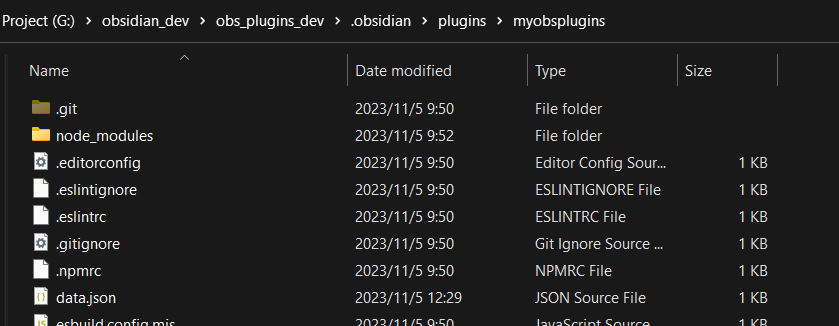 Project (G:) > obsidian_dev > obs_plugins_dev > .obsidian > plugins > myobsplugins
Name Date modified Type Size
.git 2023/11/5 9:50 File folder
node_modules 2023/11/5 9:52 File folder
.editorconfig 2023/11/5 9:50 Editor Config Sour... 1 KB
.eslintignore 2023/11/5 9:50 ESLINTIGNORE File 1 KB
.eslintrc 2023/11/5 9:50 ESLINTRC File 1 KB
.gitignore 2023/11/5 9:50 Git Ignore Source ... 1 KB
.npmrc 2023/11/5 9:50 NPMRC File 1 KB
data.json 2023/11/5 12:29 JSON Source File 1 KB
esbuild.config.mjs 2023/11/5 9:50 JavaScript Source 2 KB